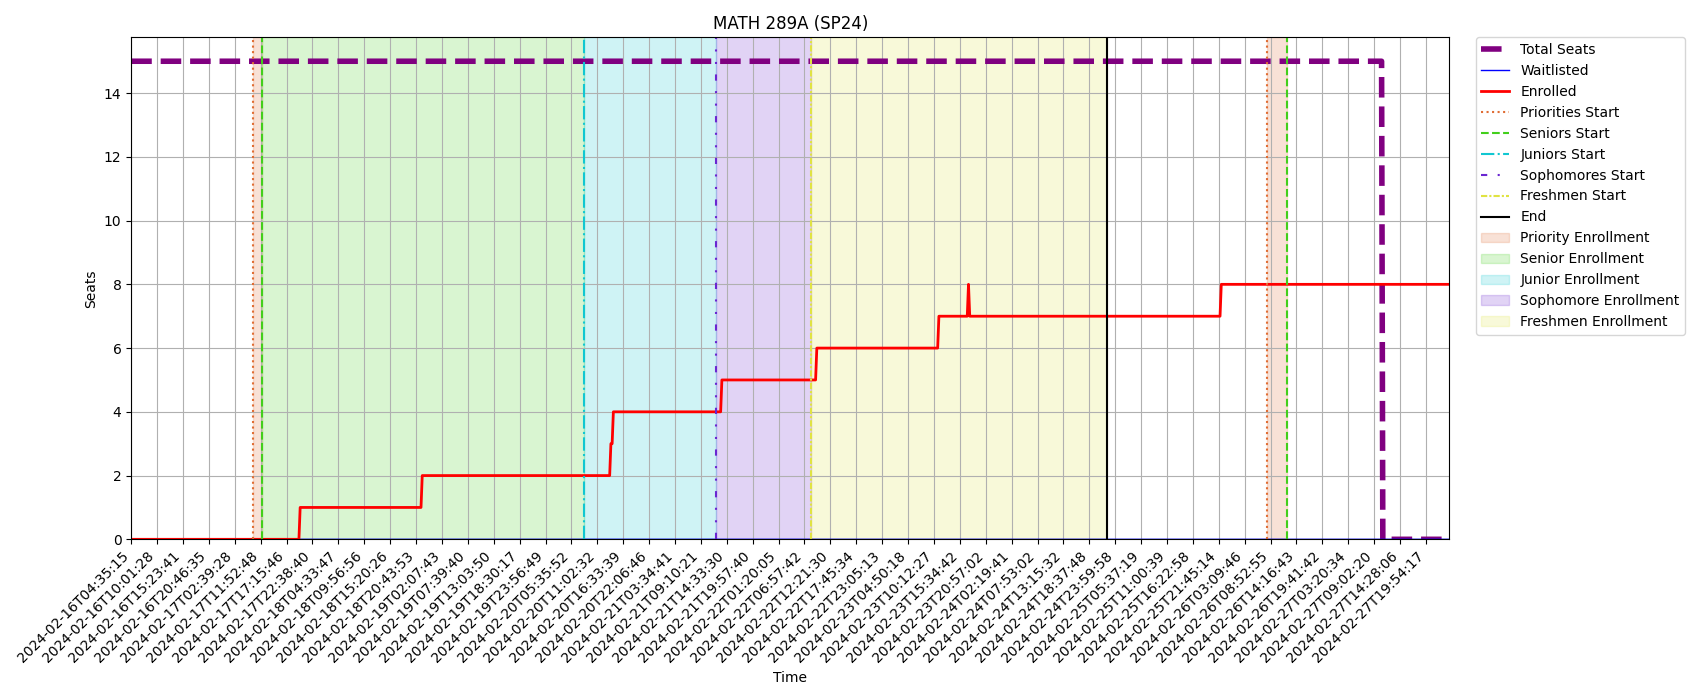 MATH 289A (SP24)
Seats
14
12
10
8
6
4
2
0
2024-02-16T04:35:15
2024-02-16T10:01:28
2024-02-16T15:23:41
2024-02-16T20:46:35
2024-02-17T02:39:28
2024-02-17T11:52:48
2024-02-17T17:15:46
2024-02-17T22:38:40
2024-02-18T04:33:47
2024-02-18T09:56:56
2024-02-18T15:20:26
2024-02-18T20:43:53
2024-02-19T02:07:43
2024-02-19T07:39:40
2024-02-19T13:03:50
2024-02-19T18:30:17
2024-02-19T23:56:49
2024-02-20T05:35:52
2024-02-20T11:02:32
2024-02-20T16:33:39
2024-02-20T22:06:46
2024-02-21T03:34:41
2024-02-21T09:10:21
2024-02-21T14:33:30
2024-02-21T19:57:40
2024-02-22T01:20:05
2024-02-22T06:57:42
2024-02-22T12:21:30
2024-02-22T17:45:34
2024-02-22T23:05:13
2024-02-23T04:50:18
2024-02-23T10:12:27
2024-02-23T15:34:42
2024-02-23T20:57:02
2024-02-24T02:19:41
2024-02-24T07:53:02
2024-02-24T13:15:32
2024-02-24T18:37:48
2024-02-24T23:59:58
2024-02-25T05:37:19
2024-02-25T11:00:39
2024-02-25T16:22:58
2024-02-25T21:45:14
2024-02-26T03:09:46
2024-02-26T08:52:55
2024-02-26T14:16:43
2024-02-26T19:41:42
2024-02-27T03:20:34
2024-02-27T09:02:20
2024-02-27T14:28:06
2024-02-27T19:54:17
Time
Total Seats
Waitlisted
Enrolled
Priorities Start
Seniors Start
Juniors Start
Sophomores Start
Freshmen Start
End
Priority Enrollment
Senior Enrollment
Junior Enrollment
Sophomore Enrollment
Freshmen Enrollment